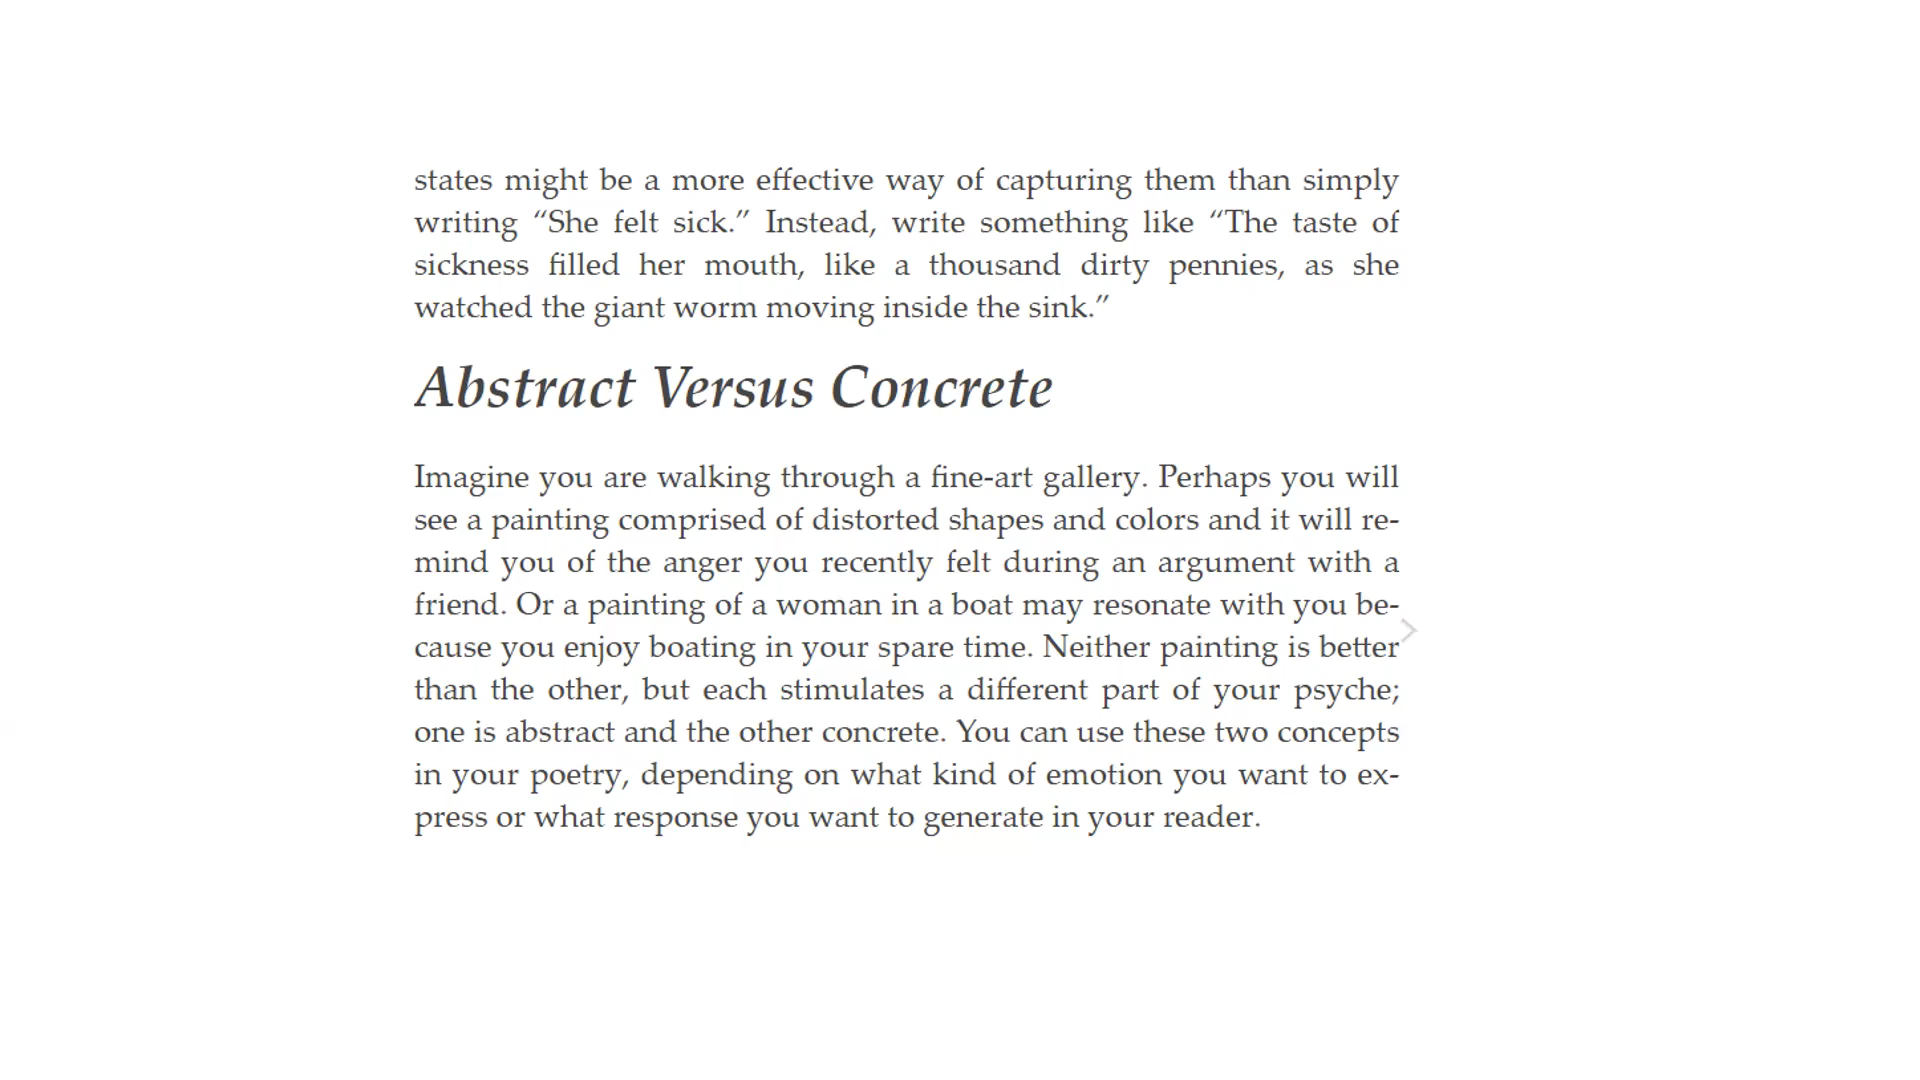 states might be a more effective way of capturing them than simply
writing “She felt sick.” Instead, write something like “The taste of
sickness filled her mouth, like a thousand dirty pennies, as she
watched the giant worm moving inside the sink.”
Abstract Versus Concrete
Imagine you are walking through a fine-art gallery. Perhaps you will
see a painting comprised of distorted shapes and colors and it will re-
mind you of the anger you recently felt during an argument with a
friend. Or a painting of a woman in a boat may resonate with you be-
cause you enjoy boating in your spare time. Neither painting is better
than the other, but each stimulates a different part of your psyche;
one is abstract and the other concrete. You can use these two concepts
in your poetry, depending on what kind of emotion you want to ex-
press or what response you want to generate in your reader.